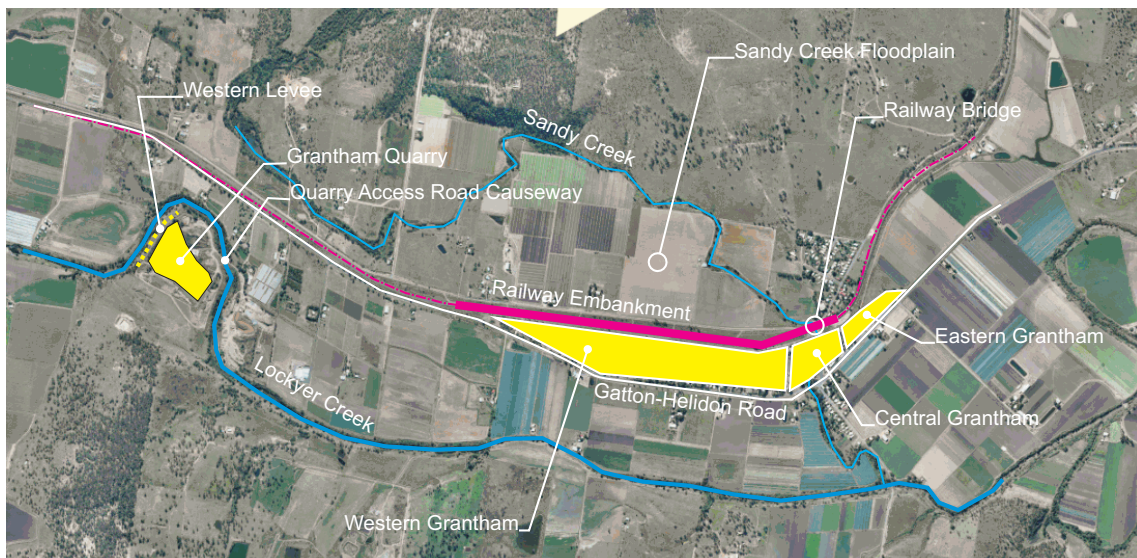 Sandy Creek Floodplain
Western Levee
Railway Bridge
Sandy Creek
Grantham Quarry
Quarry Access Road Causeway
Railway Embankment
Eastern Grantham
Lockyer Creek
Gatton-Helidon Road
Central Grantham
Western Grantham